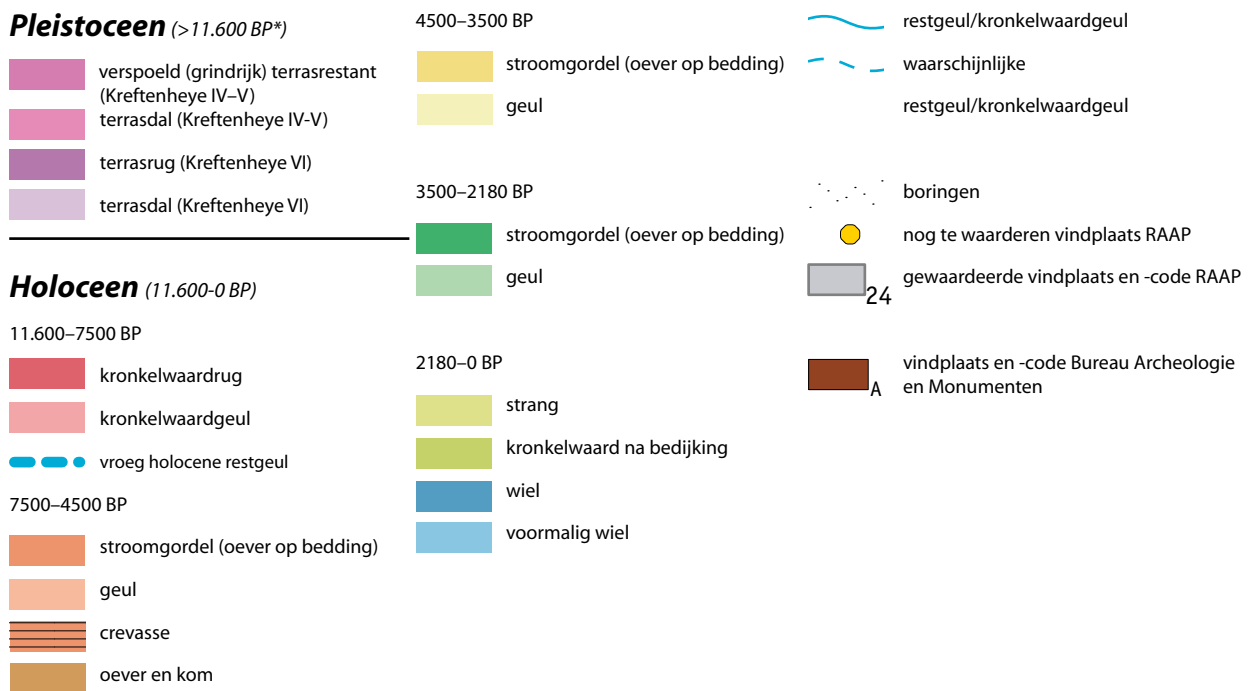 Pleistoceen (>11.600 BP*)
verspoeld (grindrijk) terrasrestant
(Kreftenheye IV–V)
terrasdal (Kreftenheye IV-V)
terrasrug (Kreftenheye VI)
terrasdal (Kreftenheye VI)
Holoceen (11.600-0 BP)
11.600–7500 BP
kronkelwaardrug
kronkelwaardgeul
vroeg holocene restgeul
7500–4500 BP
stroomgordel (oever op bedding)
geul
crevasse
oever en kom
4500–3500 BP
stroomgordel (oever op bedding)
geul
3500–2180 BP
stroomgordel (oever op bedding)
geul
2180–0 BP
strang
kronkelwaard na bedijking
wiel
voormalig wiel
restgeul/kronkelwaardgeul
waarschijnlijke
restgeul/kronkelwaardgeul
boringen
nog te waarderen vindplaats RAAP
24 gewaardeerde vindplaats en -code RAAP
A vindplaats en -code Bureau Archeologie
en Monumenten